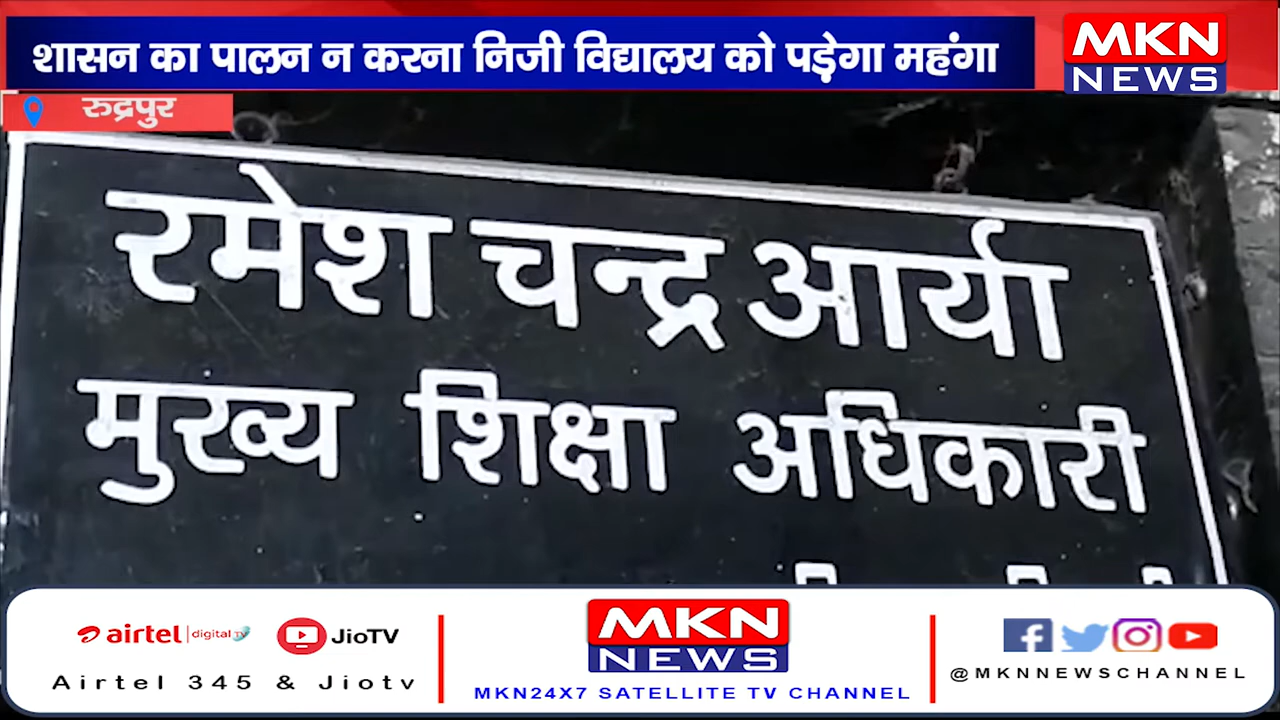 शासन का पालन न करना निजी विद्यालय को पड़ेगा महंगा
MKN
NEWS
रुद्रपुर
रमेश चन्द्र आर्या
मुख्य शिक्षा अधिकारी
airtel digital TV
JioTV
Airtel 345 & Jiotv
MKN
NEWS
MKN24X7 SATELLITE TV CHANNEL
@MKNNEWSCHANNEL